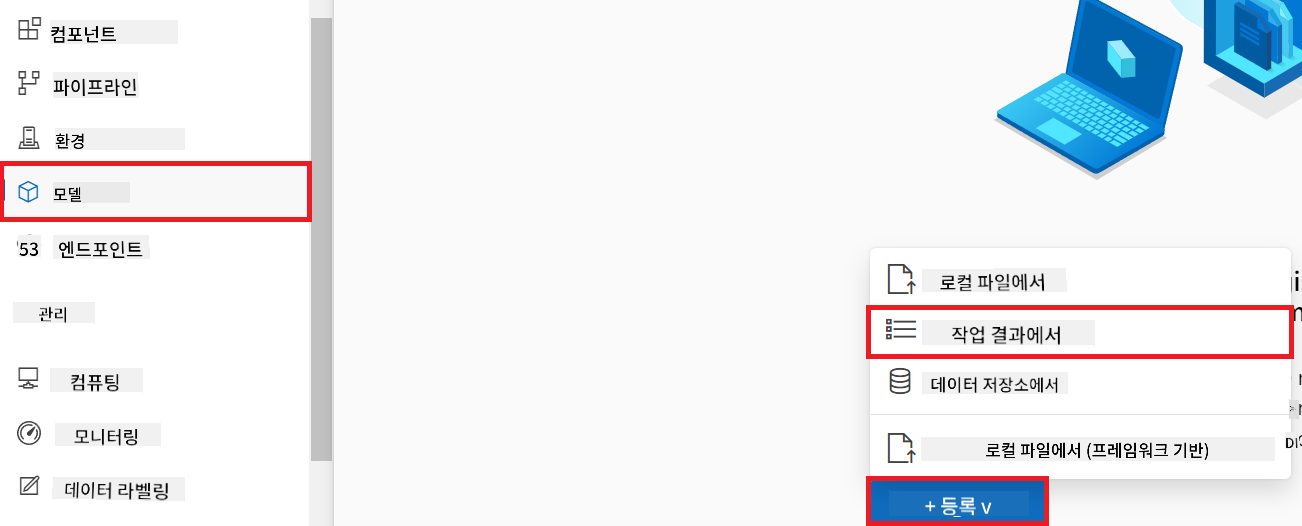 컴포넌트
파이프라인
환경
모델
53 엔드포인트
관리
컴퓨팅
모니터링
데이터 라벨링
로컬 파일에서
작업 결과에서
데이터 저장소에서
로컬 파일에서 (프레임워크 기반)
+ 등록 v